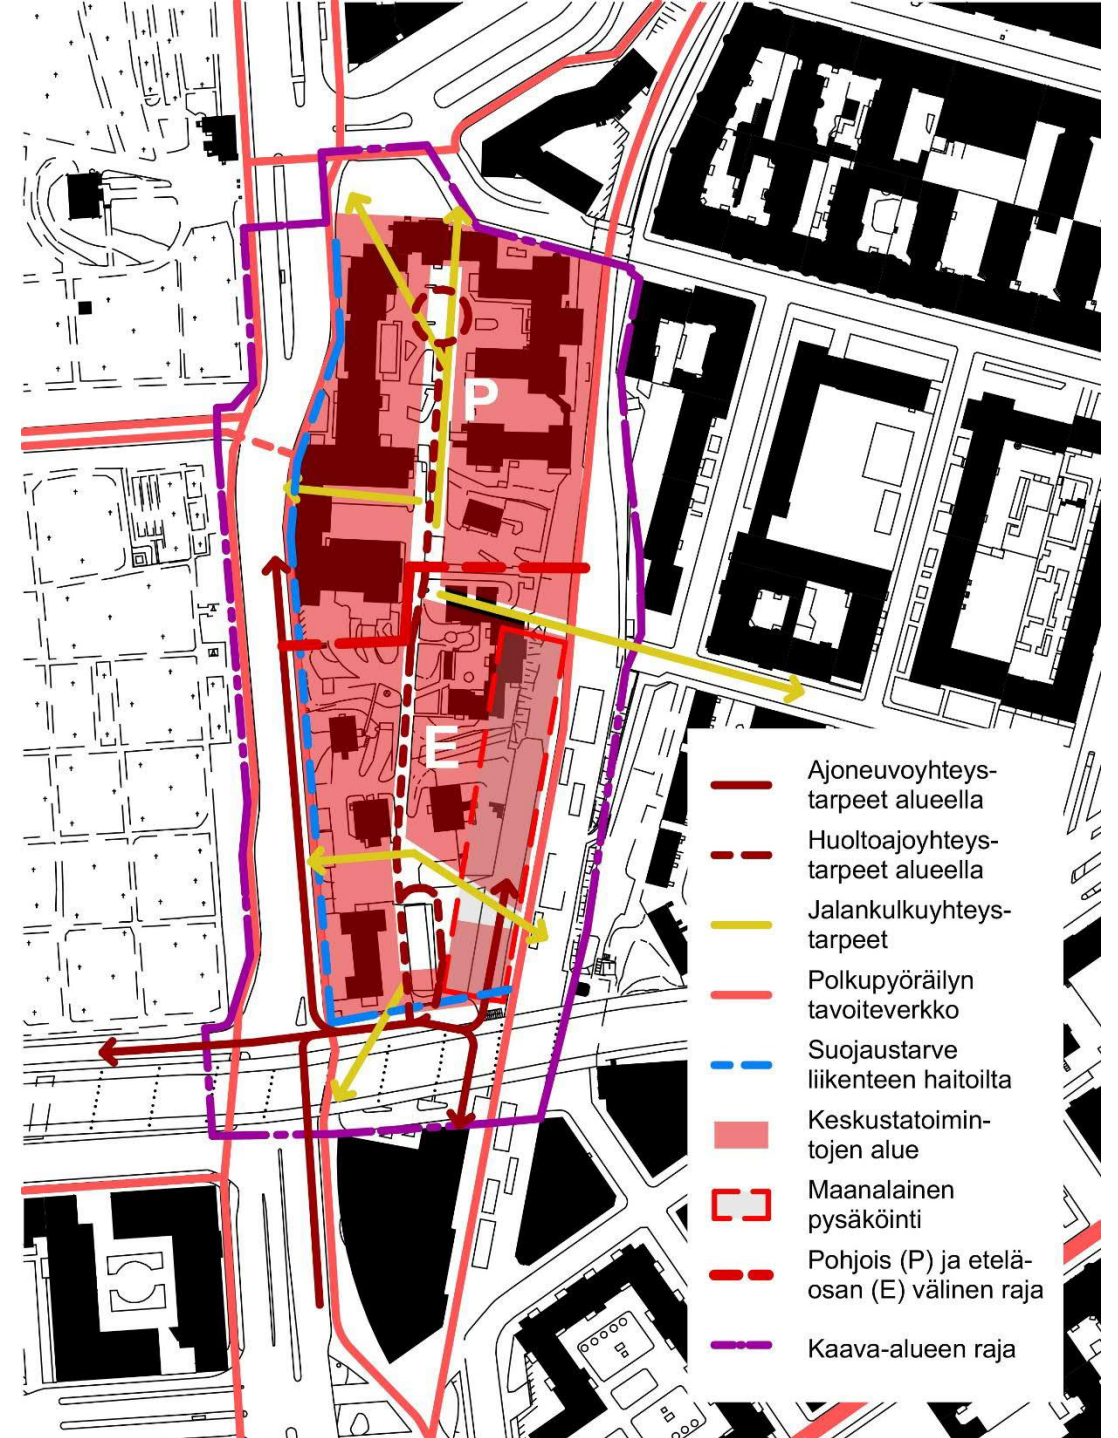 P
E
Ajoneuvoyhteys-
tarpeet alueella
Huoltoajoyhteys-
tarpeet alueella
Jalankulkuyhteys-
tarpeet
Polkupyöräilyn
tavoiteverkko
Suojaustarve
liikenteen haitoilta
Keskustatoimin-
tojen alue
Maanalainen
pysäköinti
Pohjois (P) ja etelä-
osan (E) välinen raja
Kaava-alueen raja